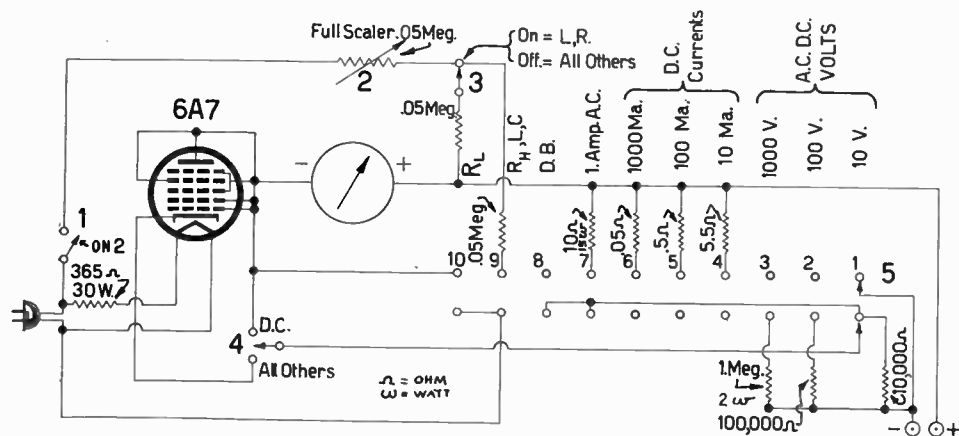 Full Scaler .05Meg.
2
3
On = L,R.
Off = All Others
D.C.
Currents
A.C. D.C.
VOLTS
6A7
.05Meg.
R_L
R_H,L,C
D.B.
1.Amp.A.C.
1000Ma.
100 Ma.
10 Ma.
1000 V.
100 V.
10 V.
-
+
1
ON 2
365 Ω
30W.
.05Meg.
10Ω
15W
.05Ω
.5Ω
5.5Ω
10
9
8
7
6
5
4
3
2
1
5
D.C.
4
All Others
Ω = OHM
ω = WATT
1.Meg.
2 ω
100,000Ω
10,000Ω
-
+